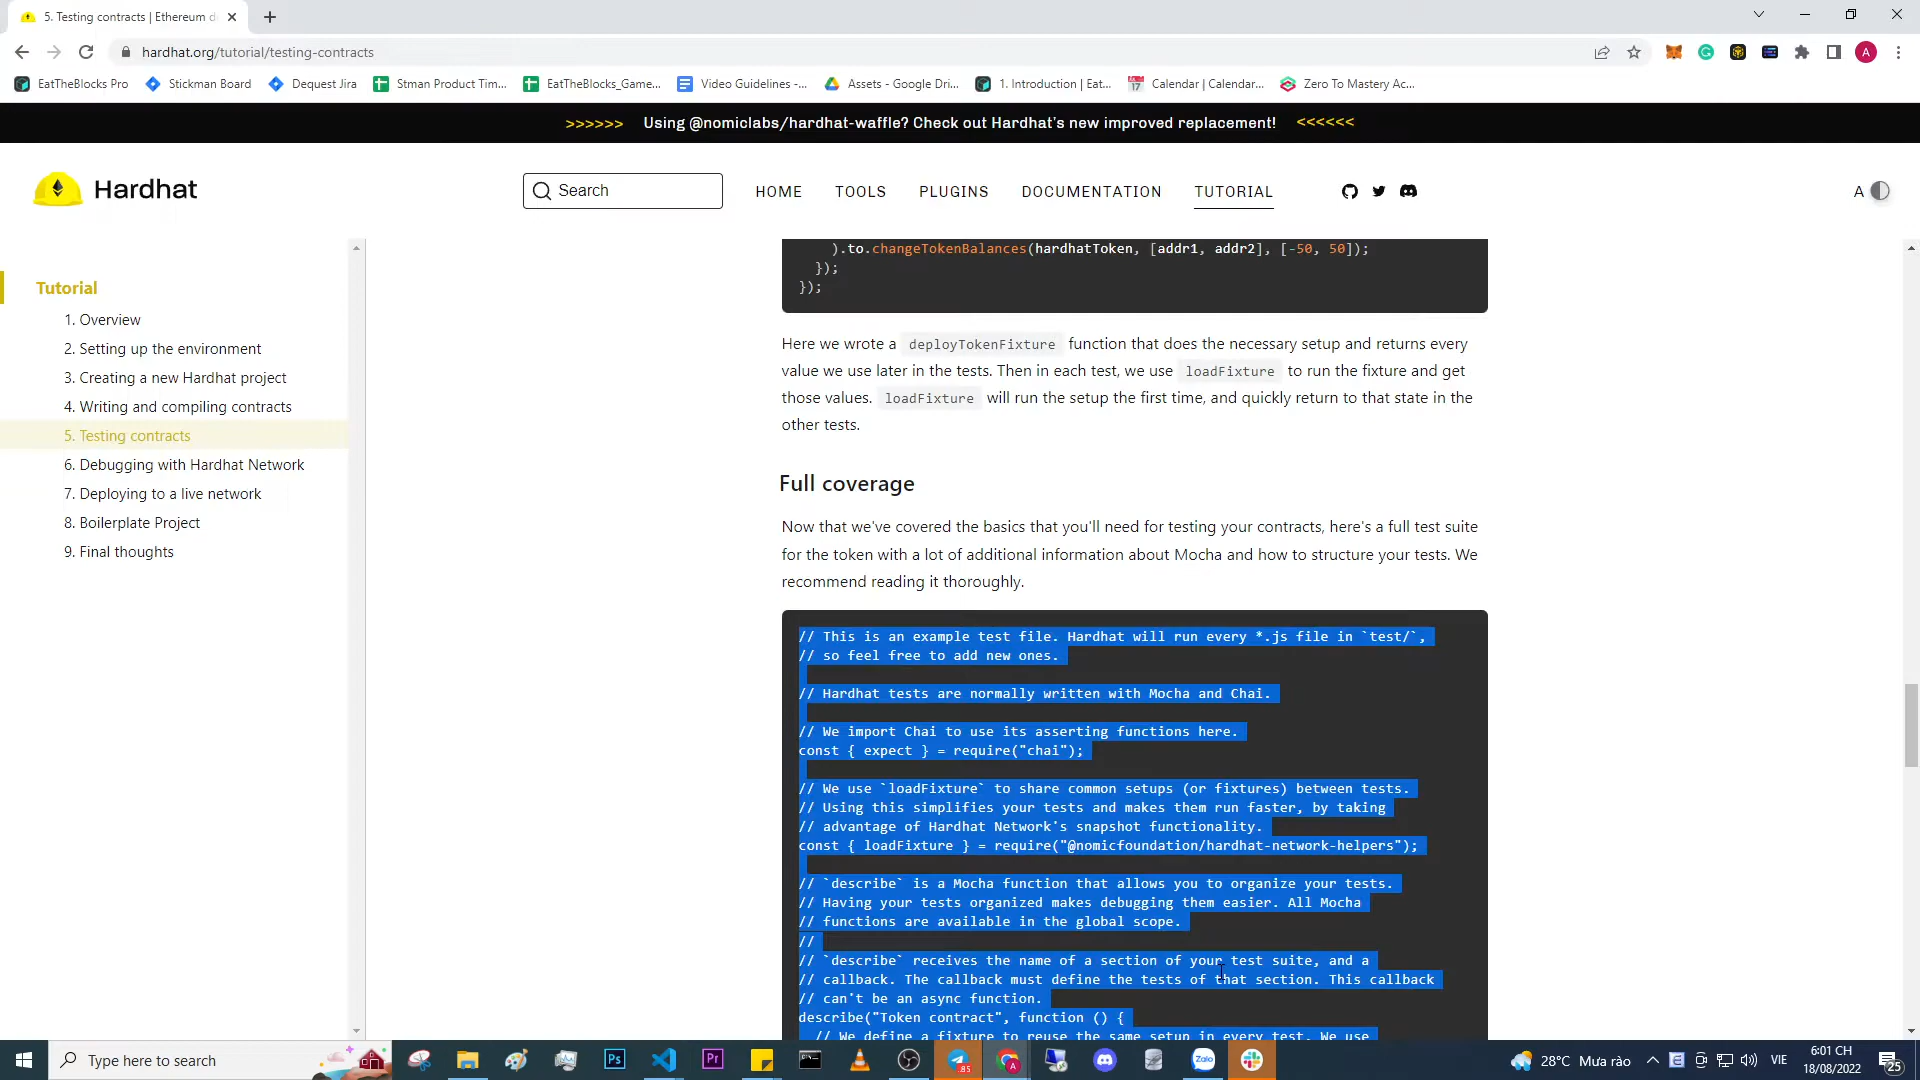 5. Testing contracts | Ethereum d
hardhat.org/tutorial/testing-contracts
A
EatTheBlocks Pro
Stickman Board
Dequest Jira
Stman Product Tim...
EatTheBlocks_Game...
Video Guidelines -...
Assets - Google Dri...
1. Introduction | Eat...
Calendar | Calendar...
Zero To Mastery Ac...
>>>>>> Using @nomiclabs/hardhat-waffle? Check out Hardhat's new improved replacement! <<<<<<
Hardhat
Search
HOME
TOOLS
PLUGINS
DOCUMENTATION
TUTORIAL
A
Tutorial
1. Overview
2. Setting up the environment
3. Creating a new Hardhat project
4. Writing and compiling contracts
5. Testing contracts
6. Debugging with Hardhat Network
7. Deploying to a live network
8. Boilerplate Project
9. Final thoughts
).to.changeTokenBalances(hardhatToken, [addr1, addr2], [-50, 50]);
});
});
Here we wrote a deployTokenFixture function that does the necessary setup and returns every
value we use later in the tests. Then in each test, we use loadFixture to run the fixture and get
those values. loadFixture will run the setup the first time, and quickly return to that state in the
other tests.
Full coverage
Now that we've covered the basics that you'll need for testing your contracts, here's a full test suite
for the token with a lot of additional information about Mocha and how to structure your tests. We
recommend reading it thoroughly.
// This is an example test file. Hardhat will run every *.js file in `test/`,
// so feel free to add new ones.
// Hardhat tests are normally written with Mocha and Chai.
// We import Chai to use its asserting functions here.
const { expect } = require("chai");
// We use `loadFixture` to share common setups (or fixtures) between tests.
// Using this simplifies your tests and makes them run faster, by taking
// advantage of Hardhat Network's snapshot functionality.
const { loadFixture } = require("@nomicfoundation/hardhat-network-helpers");
// `describe` is a Mocha function that allows you to organize your tests.
// Having your tests organized makes debugging them easier. All Mocha
// functions are available in the global scope.
//
// `describe` receives the name of a section of your test suite, and a
// callback. The callback must define the tests of that section. This callback
// can't be an async function.
describe("Token contract", function () {
// We define a fixture to reuse the same setup in every test. We use
Type here to search
Ps
Pr
85
A
Zalo
28°C Mưa rào
VIE
6:01 CH
18/08/2022
25